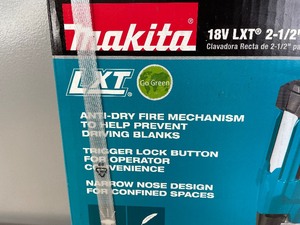 makita
18V LXT® 2-1/2"
Clavadora Recta de 2-1/2" pa
LXT®
Go Green
ANTI-DRY FIRE MECHANISM
TO HELP PREVENT
DRIVING BLANKS
TRIGGER LOCK BUTTON
FOR OPERATOR
CONVENIENCE
NARROW NOSE DESIGN
FOR CONFINED SPACES